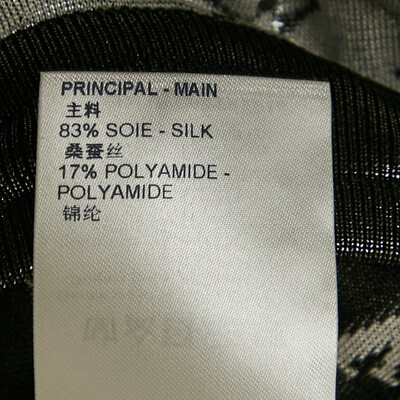 PRINCIPAL - MAIN
主料
83% SOIE - SILK
桑蚕丝
17% POLYAMIDE -
POLYAMIDE
锦纶